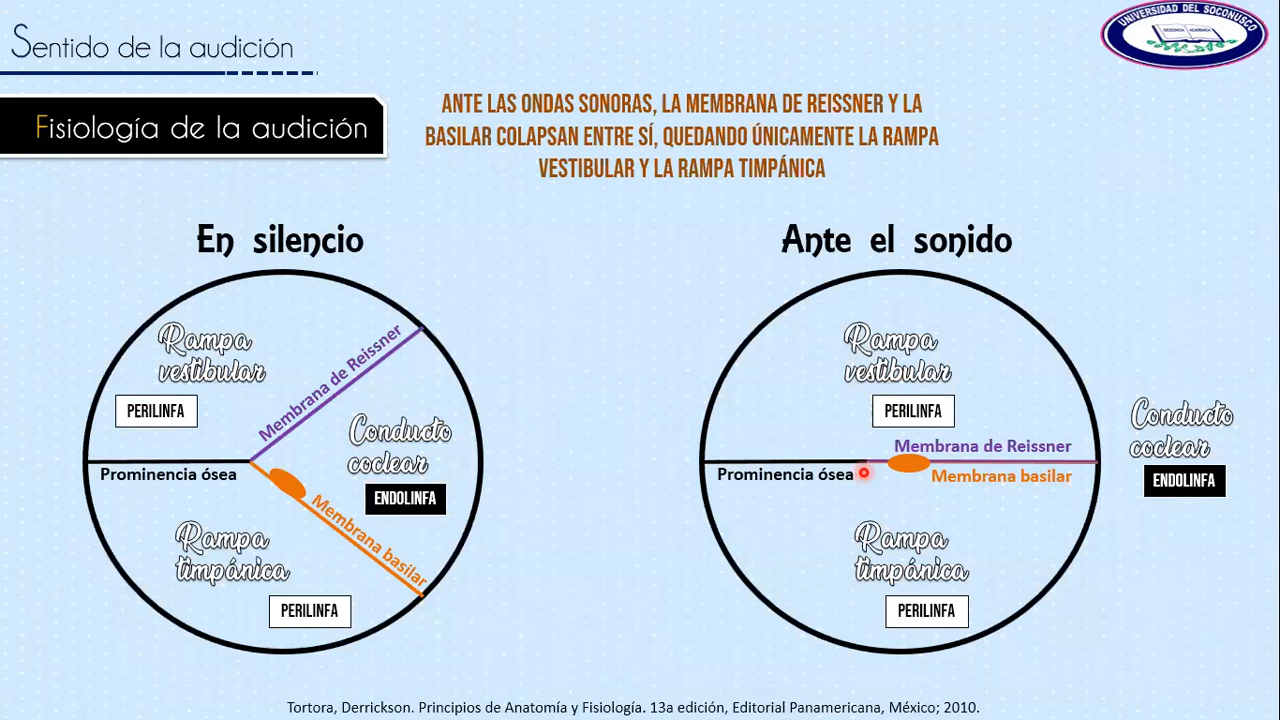 Sentido de la audición
UNIVERSIDAD DEL SOCONUSCO
Fisiología de la audición
ANTE LAS ONDAS SONORAS, LA MEMBRANA DE REISSNER Y LA
BASILAR COLAPSAN ENTRE SÍ, QUEDANDO ÚNICAMENTE LA RAMPA
VESTIBULAR Y LA RAMPA TIMPÁNICA
En silencio
Rampa
vestibular
PERILINFA
Membrana de Reissner
Conducto
coclear
ENDOLINFA
Prominencia ósea
Membrana basilar
Rampa
timpánica
PERILINFA
Ante el sonido
Rampa
vestibular
PERILINFA
Membrana de Reissner
Prominencia ósea
Membrana basilar
Conducto
coclear
ENDOLINFA
Rampa
timpánica
PERILINFA
Tortora, Derrickson. Principios de Anatomía y Fisiología. 13a edición, Editorial Panamericana, México; 2010.